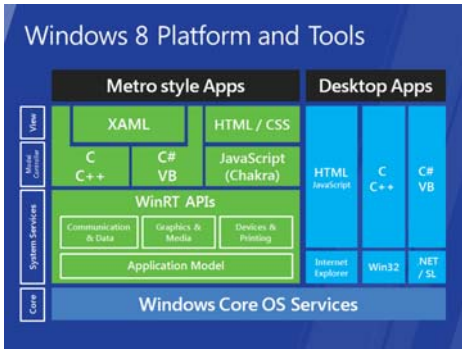 Windows 8 Platform and Tools
Metro style Apps
Desktop Apps
View
Model
Controller
System Services
Core
XAML
HTML / CSS
C
C++
C#
VB
JavaScript
(Chakra)
HTML
JavaScript
C
C++
C#
VB
WinRT APIs
Communication
& Data
Graphics &
Media
Devices &
Printing
Application Model
Internet
Explorer
Win32
.NET
/ SL
Windows Core OS Services